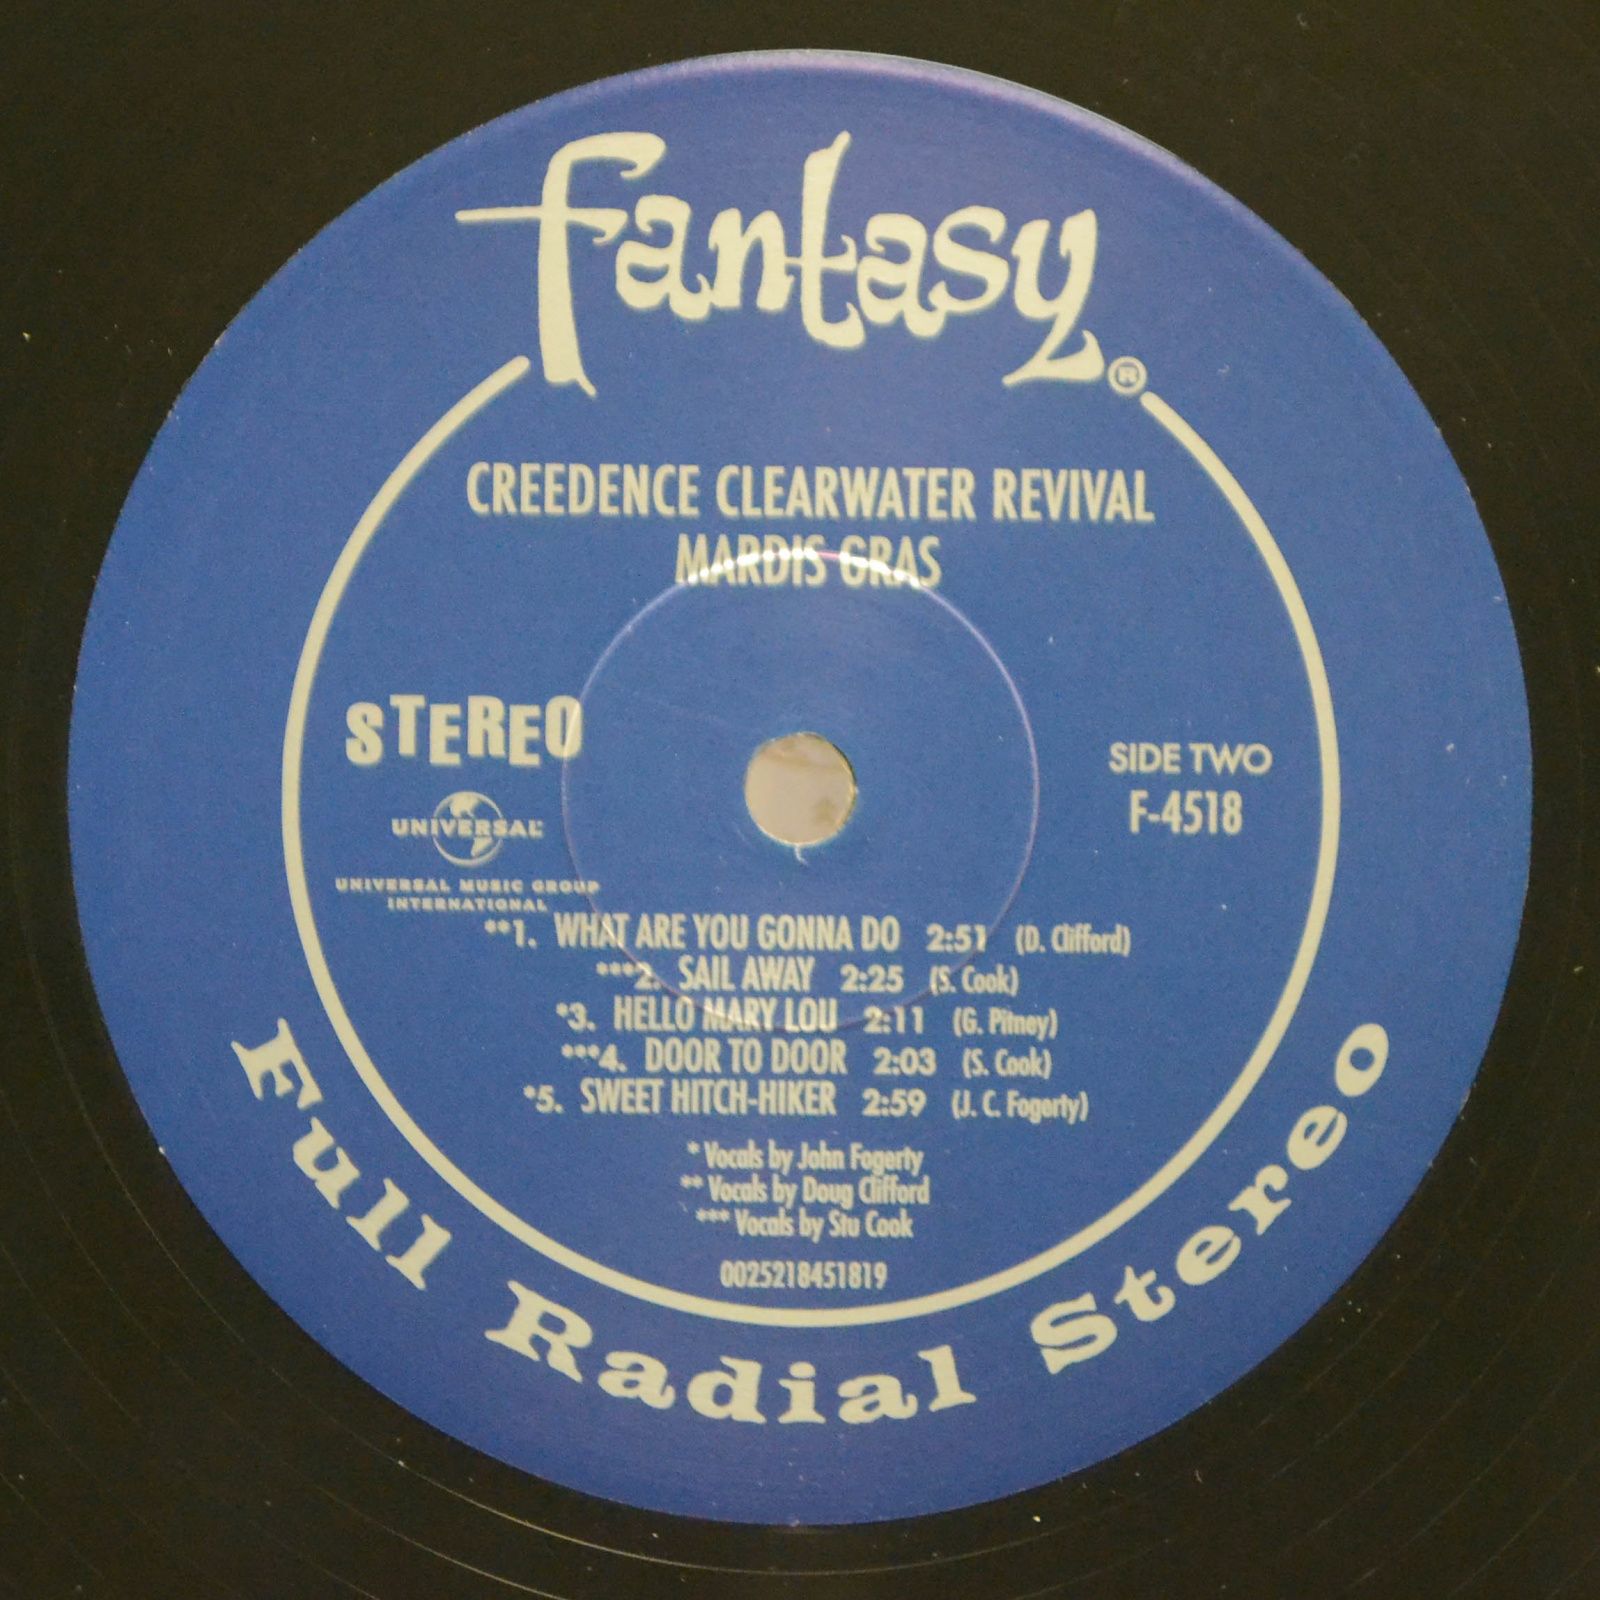 fantasy®
CREEDENCE CLEARWATER REVIVAL
MARDIS GRAS
STEREO
UNIVERSAL
UNIVERSAL MUSIC GROUP
INTERNATIONAL
SIDE TWO
F-4518
**1. WHAT ARE YOU GONNA DO 2:51 (D. Clifford)
***2. SAIL AWAY 2:25 (S. Cook)
*3. HELLO MARY LOU 2:11 (G. Pitney)
***4. DOOR TO DOOR 2:03 (S. Cook)
*5. SWEET HITCH-HIKER 2:59 (J. C. Fogerty)
* Vocals by John Fogerty
** Vocals by Doug Clifford
*** Vocals by Stu Cook
0025218451819
Full Radial Stereo